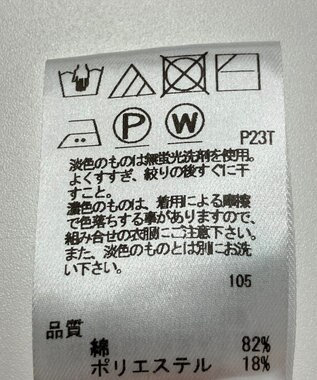 P W P23T
淡色のものは無蛍光洗剤を使用。
よくすすぎ、絞りの後すぐに干
すこと。
濃色のものは、着用による摩擦
で色落ちする事がありますので、
組み合せの衣服にご注意下さい。
また、淡色のものとは別にお洗
い下さい。
105
品質
綿 82%
ポリエステル 18%